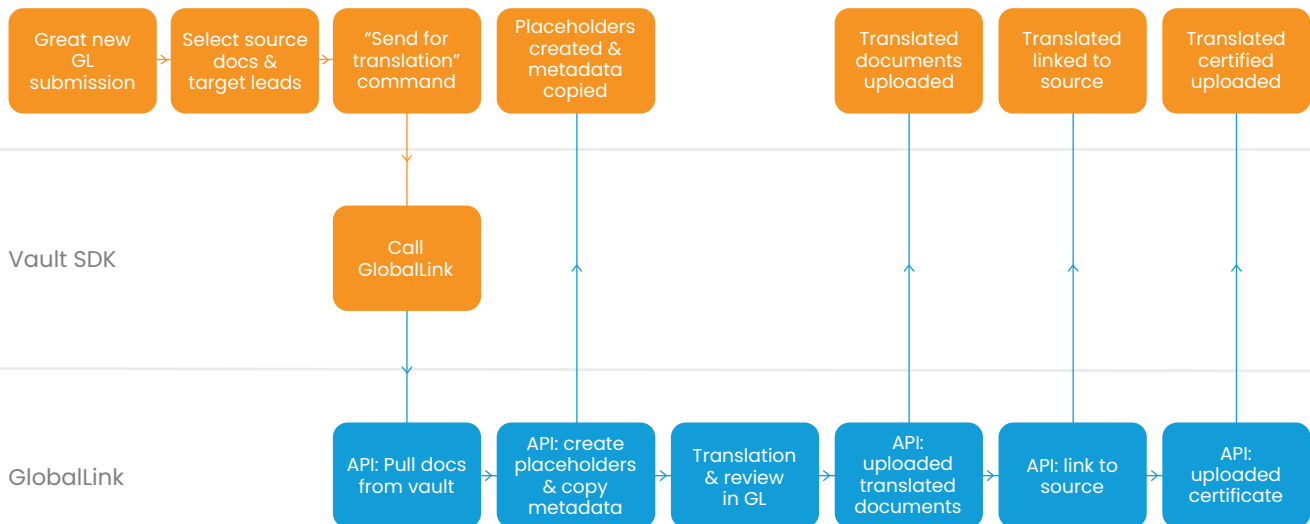 Great new
GL
submission
Select source
docs &
target leads
“Send for
translation”
command
Placeholders
created &
metadata
copied
Translated
documents
uploaded
Translated
linked to
source
Translated
certified
uploaded
Vault SDK
Call
GlobalLink
GlobalLink
API: Pull docs
from vault
API: create
placeholders
& copy
metadata
Translation
& review
in GL
API:
uploaded
translated
documents
API: link to
source
API:
uploaded
certificate